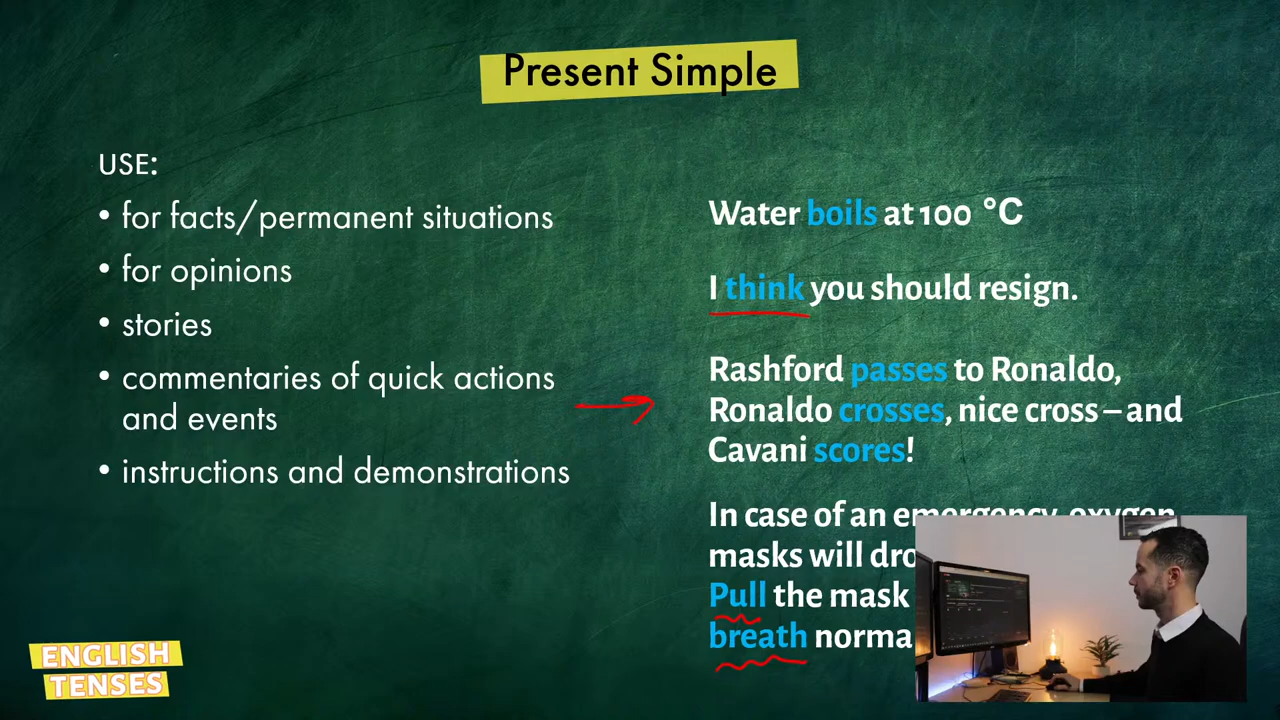 Present Simple
USE:
• for facts/permanent situations
• for opinions
• stories
• commentaries of quick actions
and events
• instructions and demonstrations
Water boils at 100 °C
I think you should resign.
Rashford passes to Ronaldo,
Ronaldo crosses, nice cross – and
Cavani scores!
In case of an emergency, oxygen
masks will
Pull the mask
breath
ENGLISH
TENSES